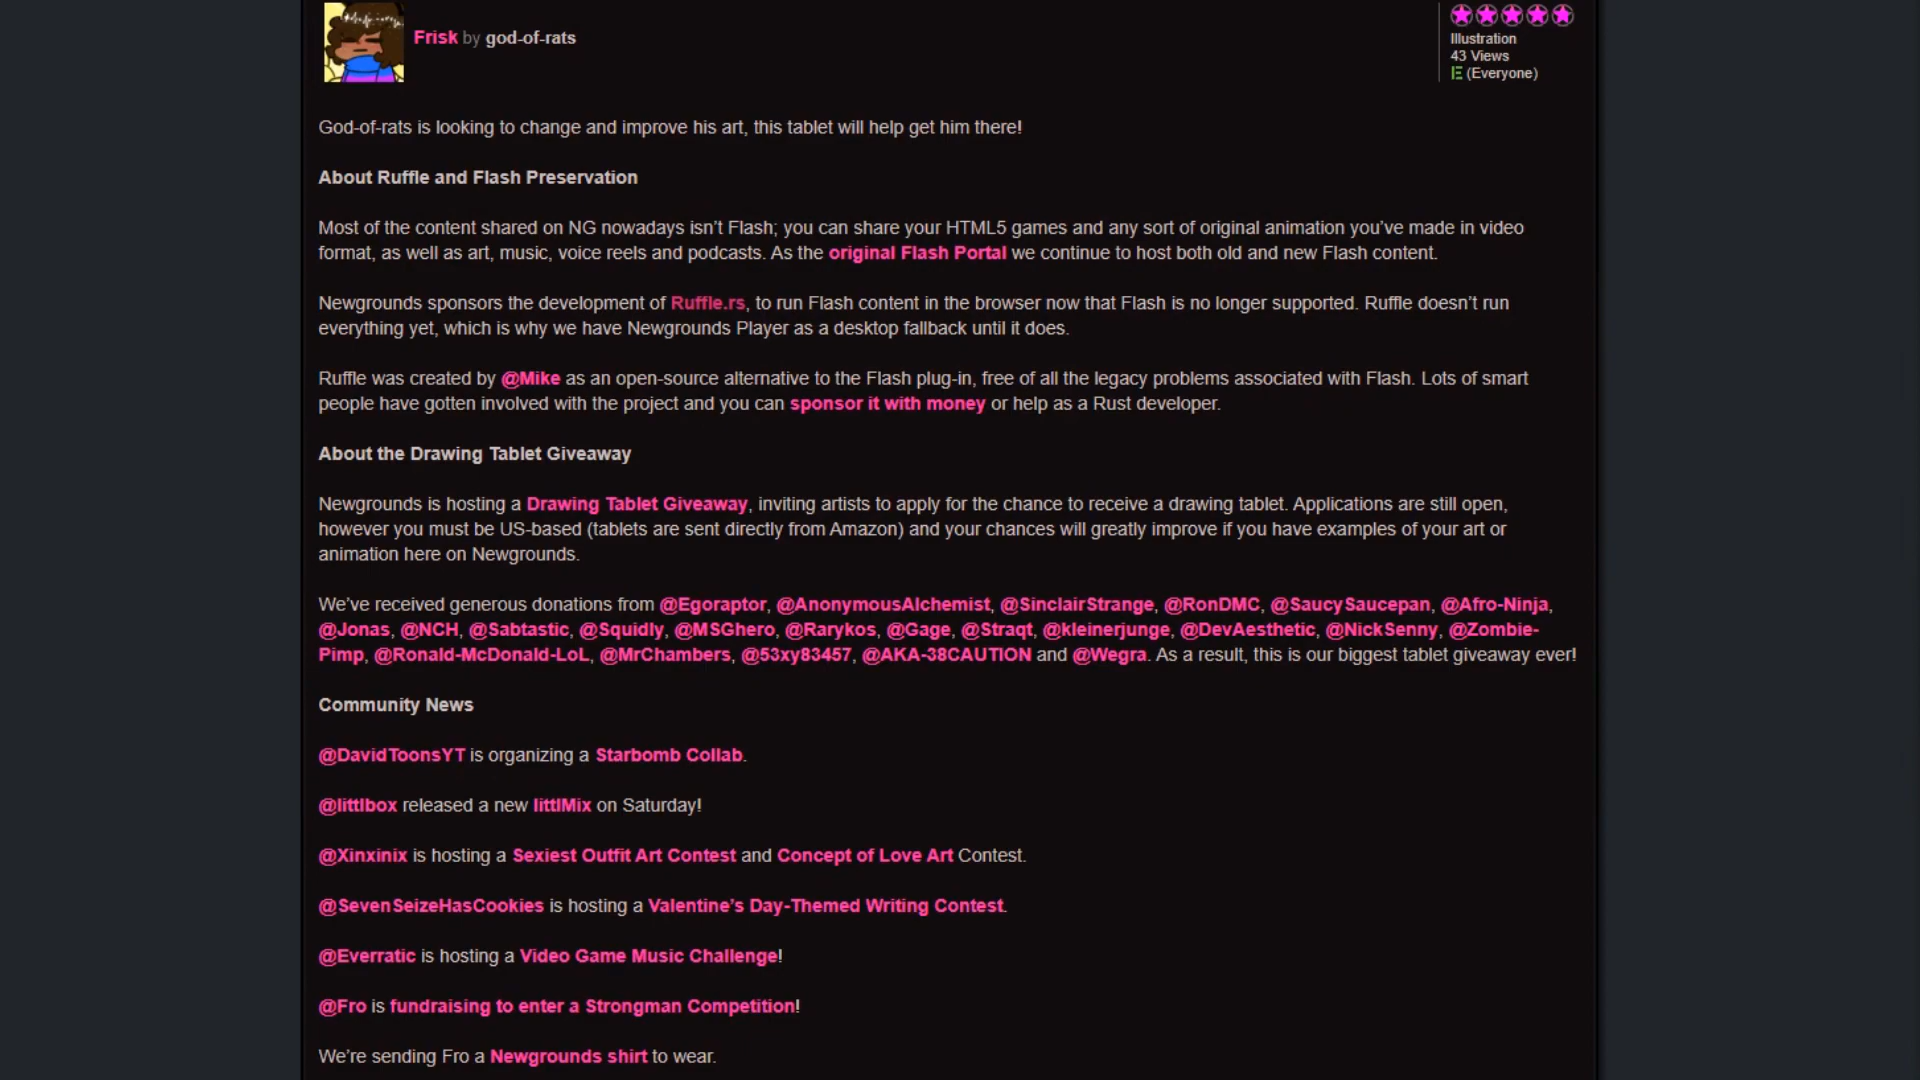 Frisk by god-of-rats
Illustration
43 Views
E (Everyone)
God-of-rats is looking to change and improve his art, this tablet will help get him there!
About Ruffle and Flash Preservation
Most of the content shared on NG nowadays isn’t Flash; you can share your HTML5 games and any sort of original animation you’ve made in video
format, as well as art, music, voice reels and podcasts. As the original Flash Portal we continue to host both old and new Flash content.
Newgrounds sponsors the development of Ruffle.rs, to run Flash content in the browser now that Flash is no longer supported. Ruffle doesn’t run
everything yet, which is why we have Newgrounds Player as a desktop fallback until it does.
Ruffle was created by @Mike as an open-source alternative to the Flash plug-in, free of all the legacy problems associated with Flash. Lots of smart
people have gotten involved with the project and you can sponsor it with money or help as a Rust developer.
About the Drawing Tablet Giveaway
Newgrounds is hosting a Drawing Tablet Giveaway, inviting artists to apply for the chance to receive a drawing tablet. Applications are still open,
however you must be US-based (tablets are sent directly from Amazon) and your chances will greatly improve if you have examples of your art or
animation here on Newgrounds.
We’ve received generous donations from @Egoraptor, @AnonymousAlchemist, @SinclairStrange, @RonDMC, @SaucySaucepan, @Afro-Ninja,
@Jonas, @NCH, @Sabtastic, @Squidly, @MSGhero, @Rarykos, @Gage, @Straqt, @kleinerjunge, @DevAesthetic, @NickSenny, @Zombie-
Pimp, @Ronald-McDonald-LoL, @MrChambers, @53xy83457, @AKA-38CAUTION and @Wegra. As a result, this is our biggest tablet giveaway ever!
Community News
@DavidToonsYT is organizing a Starbomb Collab.
@littlbox released a new littlMix on Saturday!
@Xinxinix is hosting a Sexiest Outfit Art Contest and Concept of Love Art Contest.
@SevenSeizeHasCookies is hosting a Valentine’s Day-Themed Writing Contest.
@Everratic is hosting a Video Game Music Challenge!
@Fro is fundraising to enter a Strongman Competition!
We’re sending Fro a Newgrounds shirt to wear.